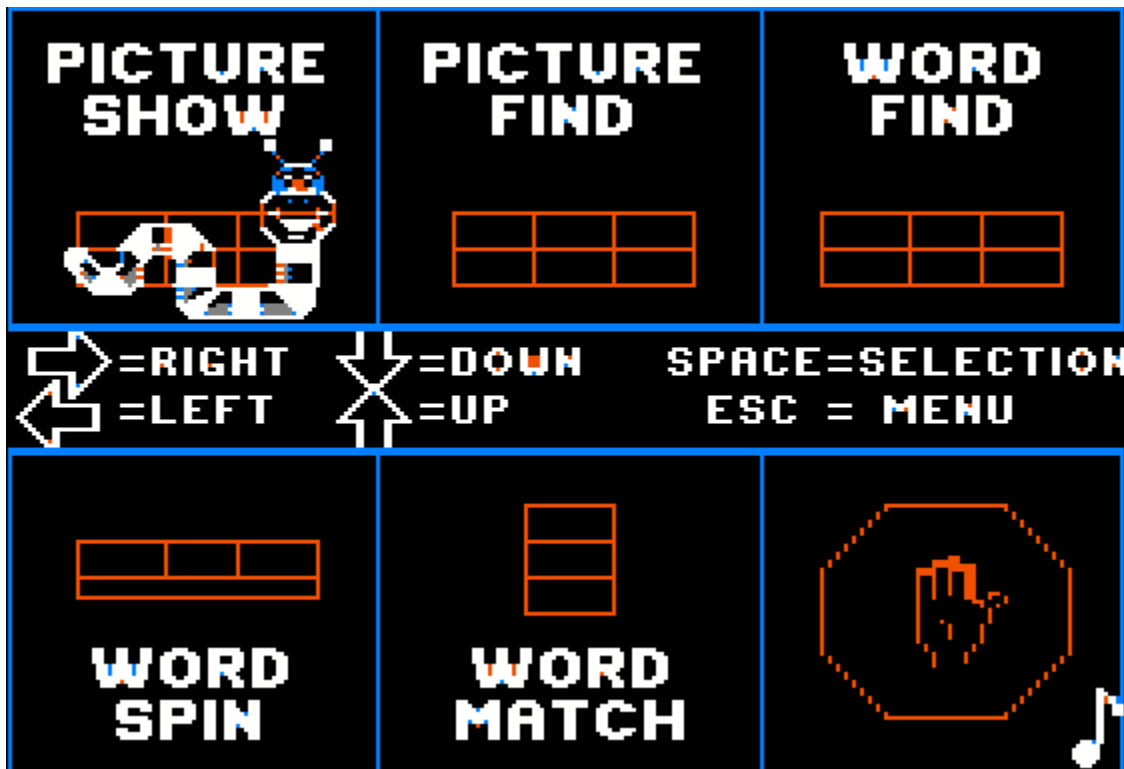 PICTURE
SHOW
PICTURE
FIND
WORD
FIND
=RIGHT
=DOWN
SPACE=SELECTION
=LEFT
=UP
ESC = MENU
WORD
SPIN
WORD
MATCH